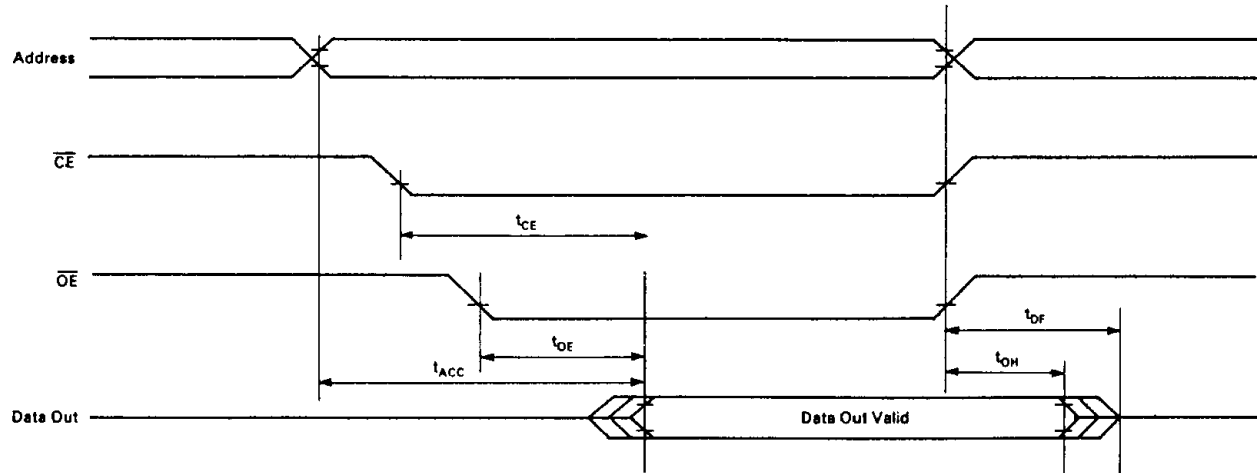 Address
CE
tCE
OE
tDF
tOE
tOH
tACC
Data Out
Data Out Valid